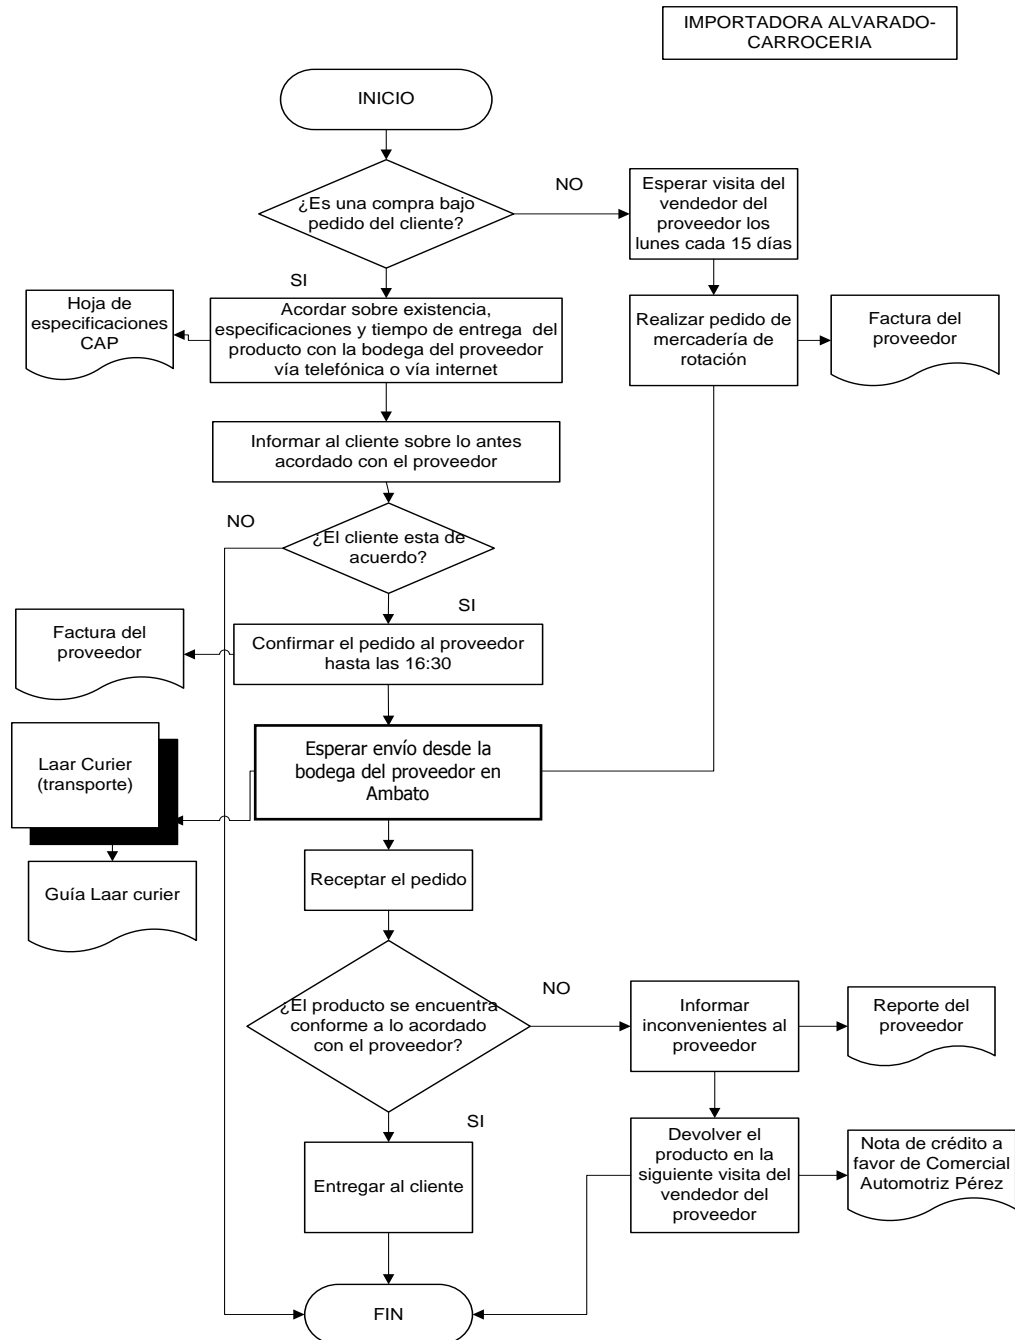 IMPORTADORA ALVARADO-
CARROCERIA
INICIO
¿Es una compra bajo
pedido del cliente?
NO
Esperar visita del
vendedor del
proveedor los
lunes cada 15 días
SI
Hoja de
especificaciones
CAP
Acordar sobre existencia,
especificaciones y tiempo de entrega del
producto con la bodega del proveedor
vía telefónica o vía internet
Realizar pedido de
mercadería de
rotación
Factura del
proveedor
Informar al cliente sobre lo antes
acordado con el proveedor
NO
¿El cliente esta de
acuerdo?
SI
Factura del
proveedor
Confirmar el pedido al proveedor
hasta las 16:30
Laar Curier
(transporte)
Esperar envío desde la
bodega del proveedor en
Ambato
Guía Laar curier
Receptar el pedido
¿El producto se encuentra
conforme a lo acordado
con el proveedor?
NO
Informar
inconvenientes al
proveedor
Reporte del
proveedor
SI
Entregar al cliente
Devolver el
producto en la
siguiente visita del
vendedor del
proveedor
Nota de crédito a
favor de Comercial
Automotriz Pérez
FIN